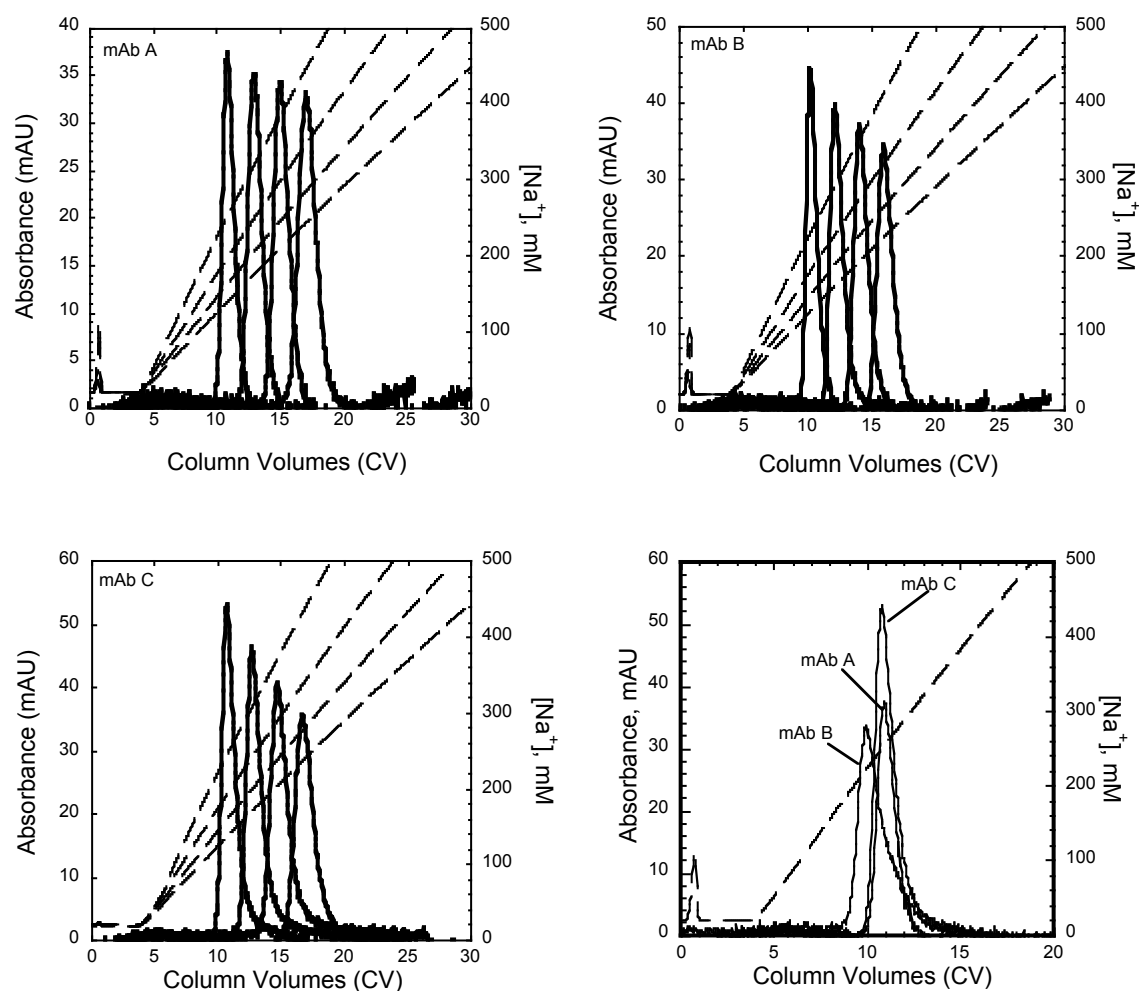 mAb A
40
35
30
25
20
15
10
5
0
Absorbance (mAU)
500
400
300
200
100
0
[Na⁺], mM
0 5 10 15 20 25 30
Column Volumes (CV)
mAb B
50
40
30
20
10
0
Absorbance (mAU)
500
400
300
200
100
0
[Na⁺], mM
0 5 10 15 20 25 30
Column Volumes (CV)
mAb C
60
50
40
30
20
10
0
Absorbance (mAU)
500
400
300
200
100
0
[Na⁺], mM
0 5 10 15 20 25 30
Column Volumes (CV)
mAb C
mAb A
mAb B
60
50
40
30
20
10
0
Absorbance, mAU
500
400
300
200
100
0
[Na⁺], mM
0 5 10 15 20
Column Volumes (CV)